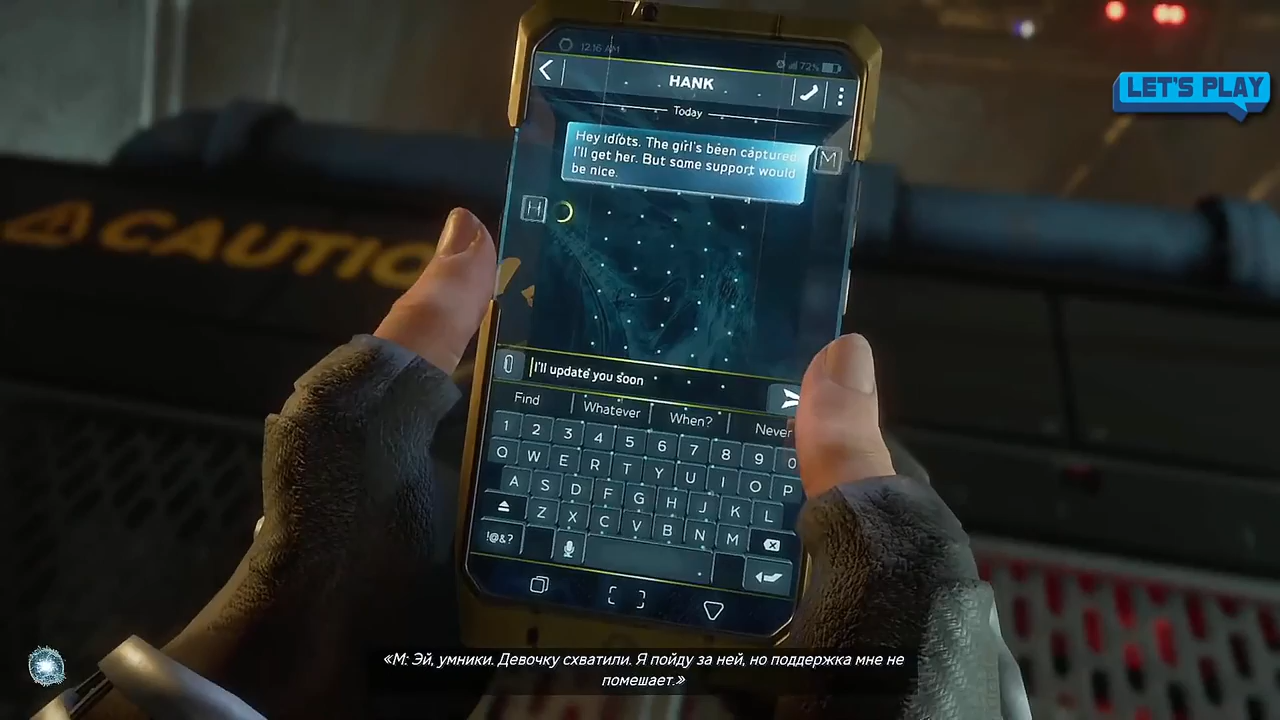 12:16 AM
72%
HANK
LET'S PLAY
Today
Hey idiots. The girl's been captured
I'll get her. But some support would
be nice.
M
H
CAUTIO
I'll update you soon
Find Whatever When? Never
1 2 3 4 5 6 7 8 9 0
Q W E R T Y U I O P
A S D F G H J K L
Z X C V B N M
!@&?
«М: Эй, умники. Девочку схватили. Я пойду за ней, но поддержка мне не
помешает.»